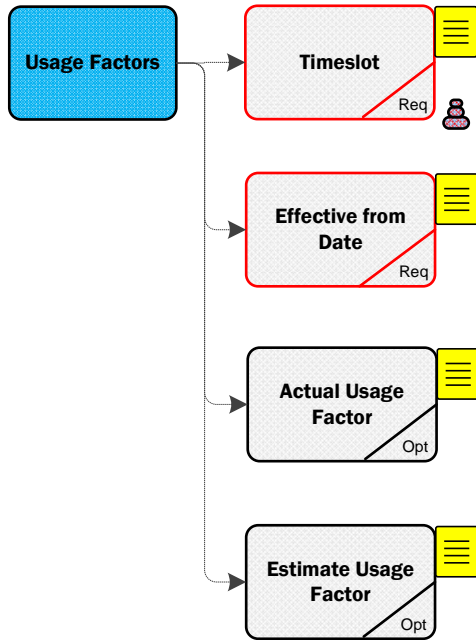 Usage Factors
Timeslot
Req
Effective from
Date
Req
Actual Usage
Factor
Opt
Estimate Usage
Factor
Opt